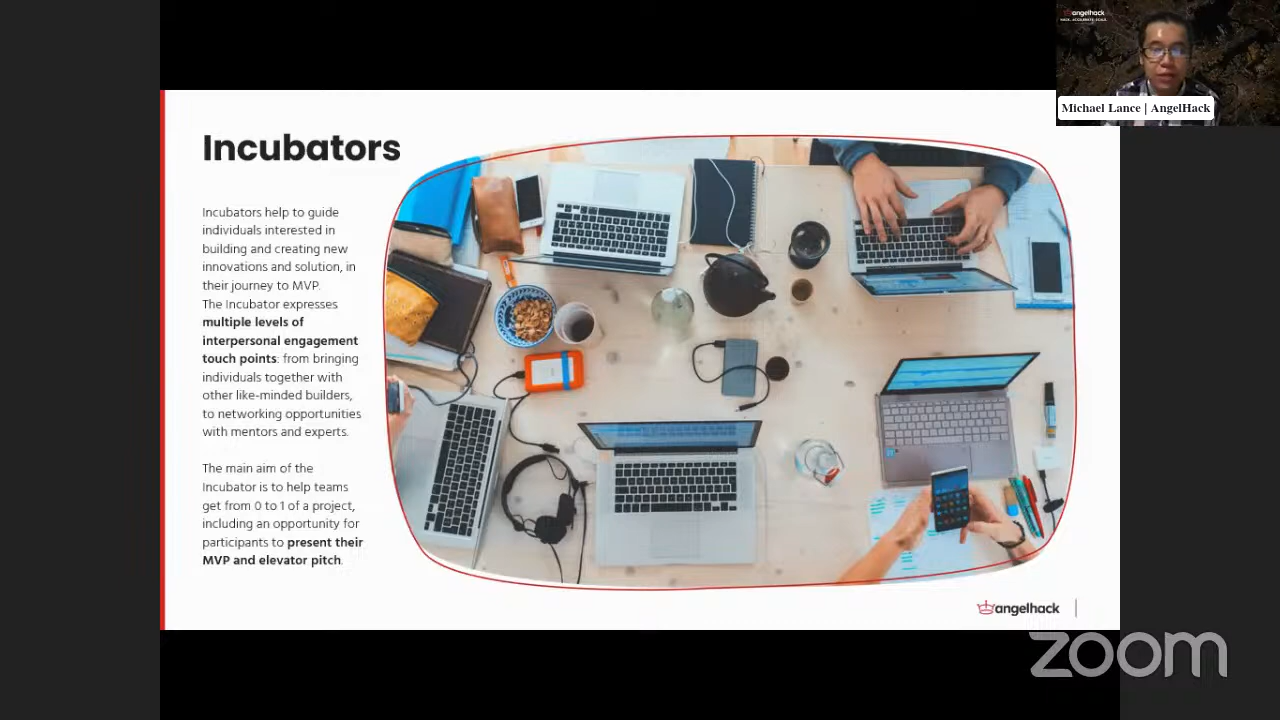 angelhack
Michael Lance | AngelHack
Incubators
Incubators help to guide
individuals interested in
building and creating new
innovations and solution, in
their journey to MVP.
The Incubator expresses
multiple levels of
interpersonal engagement
touch points: from bringing
individuals together with
other like-minded builders,
to networking opportunities
with mentors and experts.
The main aim of the
Incubator is to help teams
get from 0 to 1 of a project,
including an opportunity for
participants to present their
MVP and elevator pitch.
angelhack
zoom